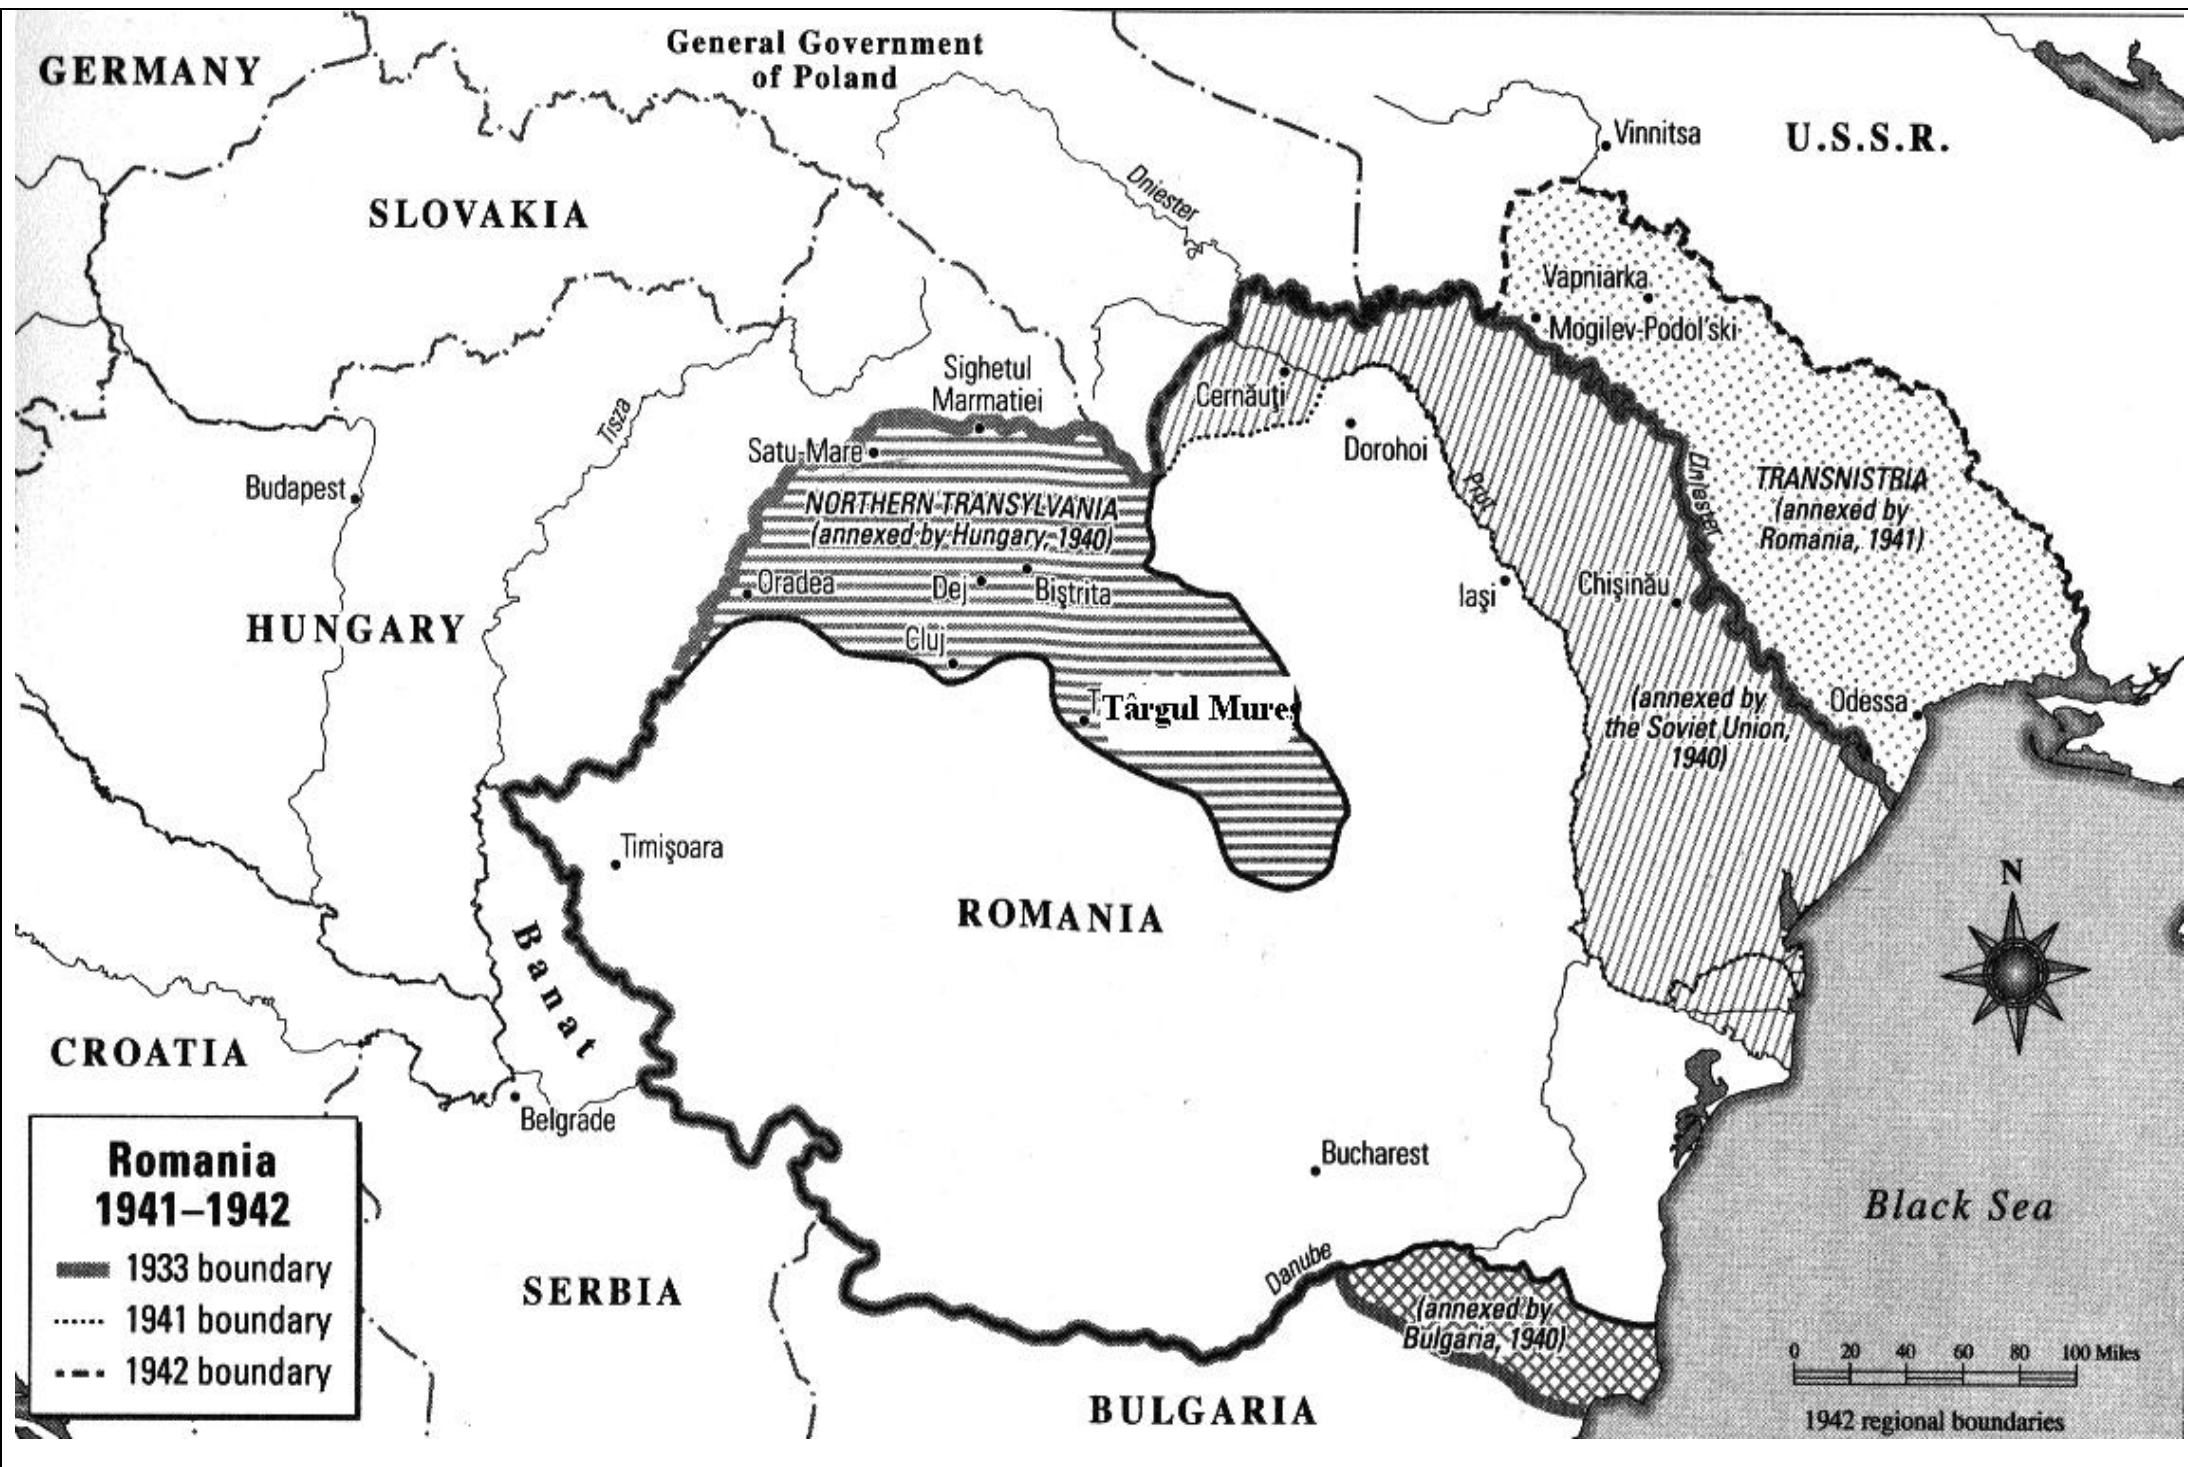 GERMANY
General Government
of Poland
Vinnitsa
U.S.S.R.
SLOVAKIA
Dniester
Vapniarka
Mogilev-Podol'ski
Sighetul
Marmatiei
Cernăuţi
Tisza
Satu-Mare
Dorohoi
Budapest
NORTHERN TRANSYLVANIA
(annexed by Hungary, 1940)
Prut
Dniester
TRANSNISTRIA
(annexed by
Romania, 1941)
Oradea
Dej
Biştrita
Iaşi
Chişinău
HUNGARY
Cluj
T
Târgul Mureş
(annexed by
the Soviet Union,
1940)
Odessa
Timişoara
ROMANIA
Banat
N
CROATIA
Belgrade
Bucharest
Black Sea
Romania
1941–1942
1933 boundary
1941 boundary
1942 boundary
SERBIA
Danube
(annexed by
Bulgaria, 1940)
BULGARIA
0 20 40 60 80 100 Miles
1942 regional boundaries